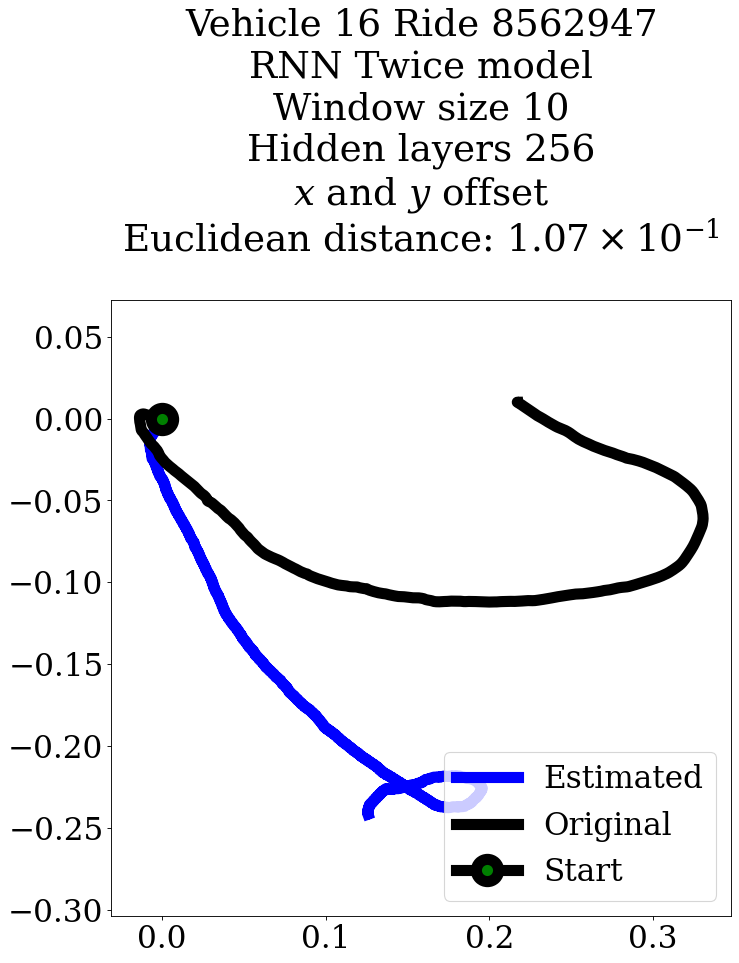 Vehicle 16 Ride 8562947
RNN Twice model
Window size 10
Hidden layers 256
x and y offset
Euclidean distance: 1.07 × 10⁻¹
0.05
0.00
−0.05
−0.10
−0.15
−0.20
−0.25
−0.30
Estimated
Original
Start
0.0 0.1 0.2 0.3